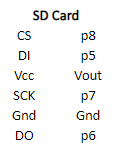 SD Card
CS p8
DI p5
Vcc Vout
SCK p7
Gnd Gnd
DO p6